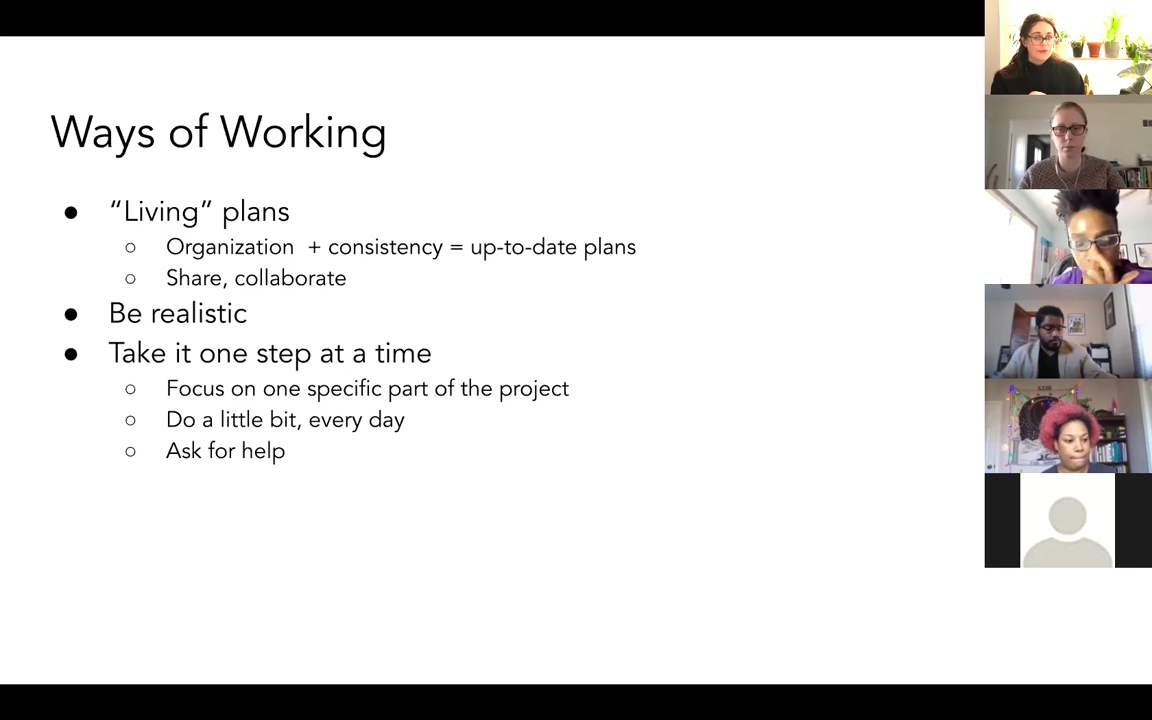 Ways of Working
● “Living” plans
○ Organization + consistency = up-to-date plans
○ Share, collaborate
● Be realistic
● Take it one step at a time
○ Focus on one specific part of the project
○ Do a little bit, every day
○ Ask for help